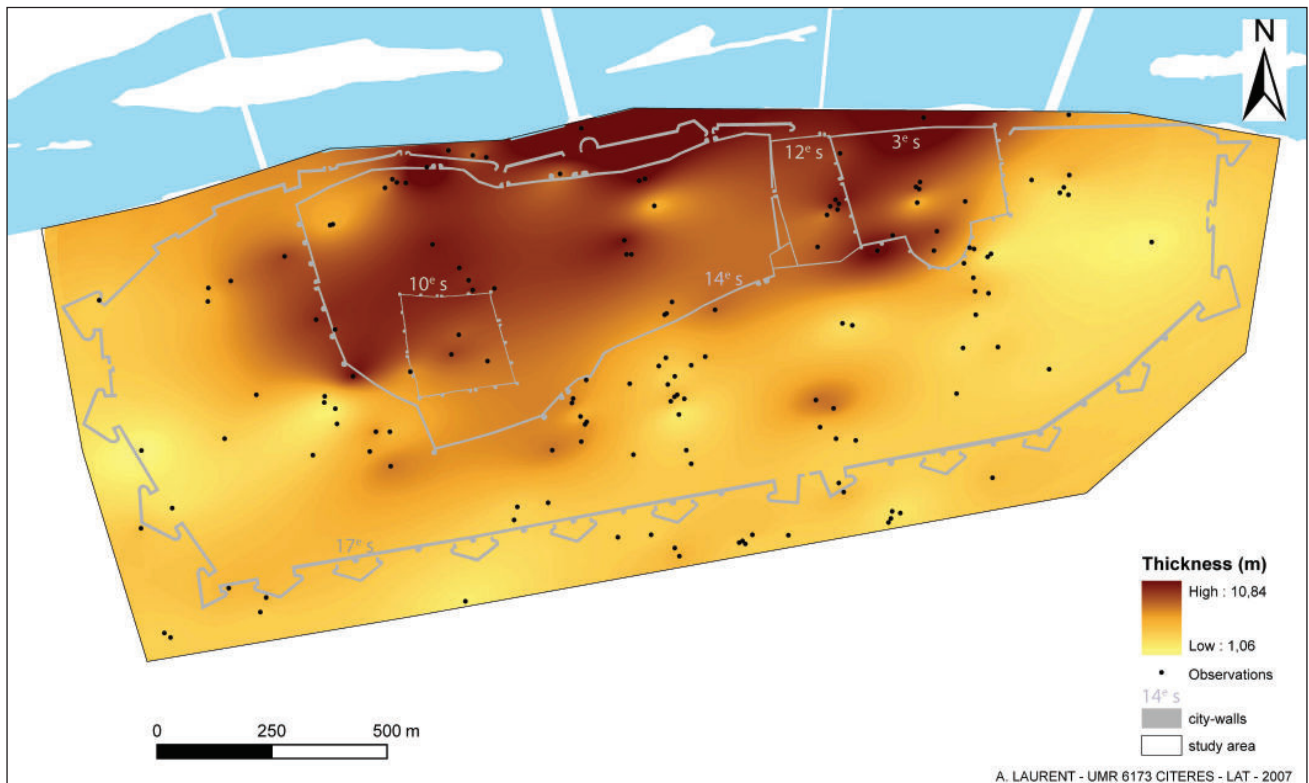 N
12e s
3e s
10e s
14e s
17e s
Thickness (m)
High : 10,84
Low : 1,06
Observations
14e s
city-walls
study area
0 250 500 m
A. LAURENT - UMR 6173 CITERES - LAT - 2007